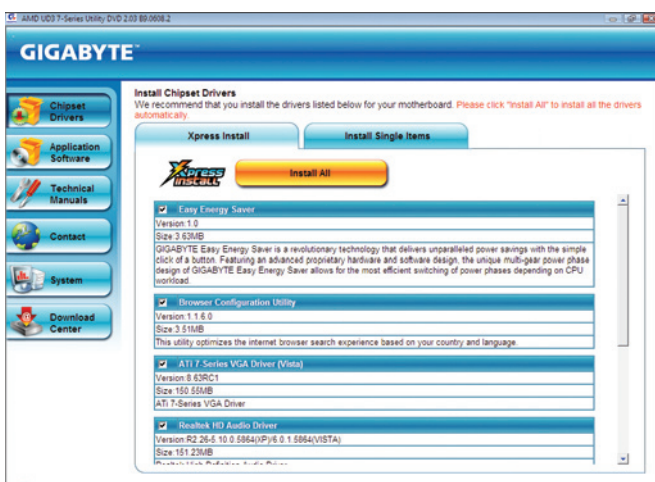 AMD UD3 7-Series Utility DVD 2.03 B9.0608.2
GIGABYTE™
Chipset
Drivers
Application
Software
Technical
Manuals
Contact
System
Download
Center
Install Chipset Drivers
We recommend that you install the drivers listed below for your motherboard. Please click "Install All" to install all the drivers
automatically.
Xpress Install
Install Single Items
Xpress
INSTALL
Install All
Easy Energy Saver
Version:1.0
Size:3.63MB
GIGABYTE Easy Energy Saver is a revolutionary technology that delivers unparalleled power savings with the simple
click of a button. Featuring an advanced proprietary hardware and software design, the unique multi-gear power phase
design of GIGABYTE Easy Energy Saver allows for the most efficient switching of power phases depending on CPU
workload.
Browser Configuration Utility
Version:1.1.6.0
Size:3.51MB
This utility optimizes the internet browser search experience based on your country and language.
ATi 7-Series VGA Driver (Vista)
Version:8.63RC1
Size:150.55MB
ATi 7-Series VGA Driver
Realtek HD Audio Driver
Version:R2.26-5.10.0.5864(XP)/6.0.1.5864(VISTA)
Size:151.23MB
Realtek High Definition Audio Driver